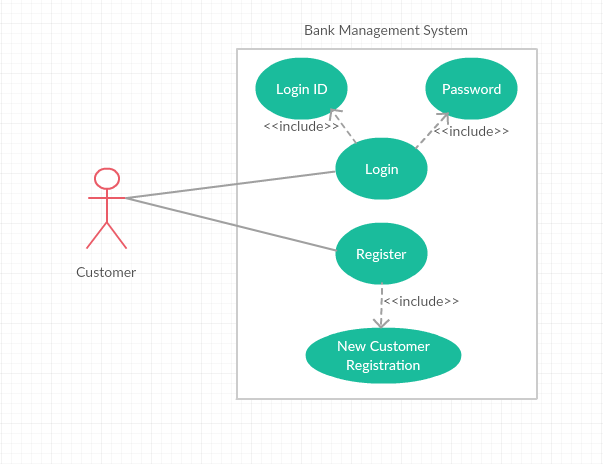 Bank Management System
Login ID
Password
<<include>>
<<include>>
Login
Register
Customer
<<include>>
New Customer
Registration